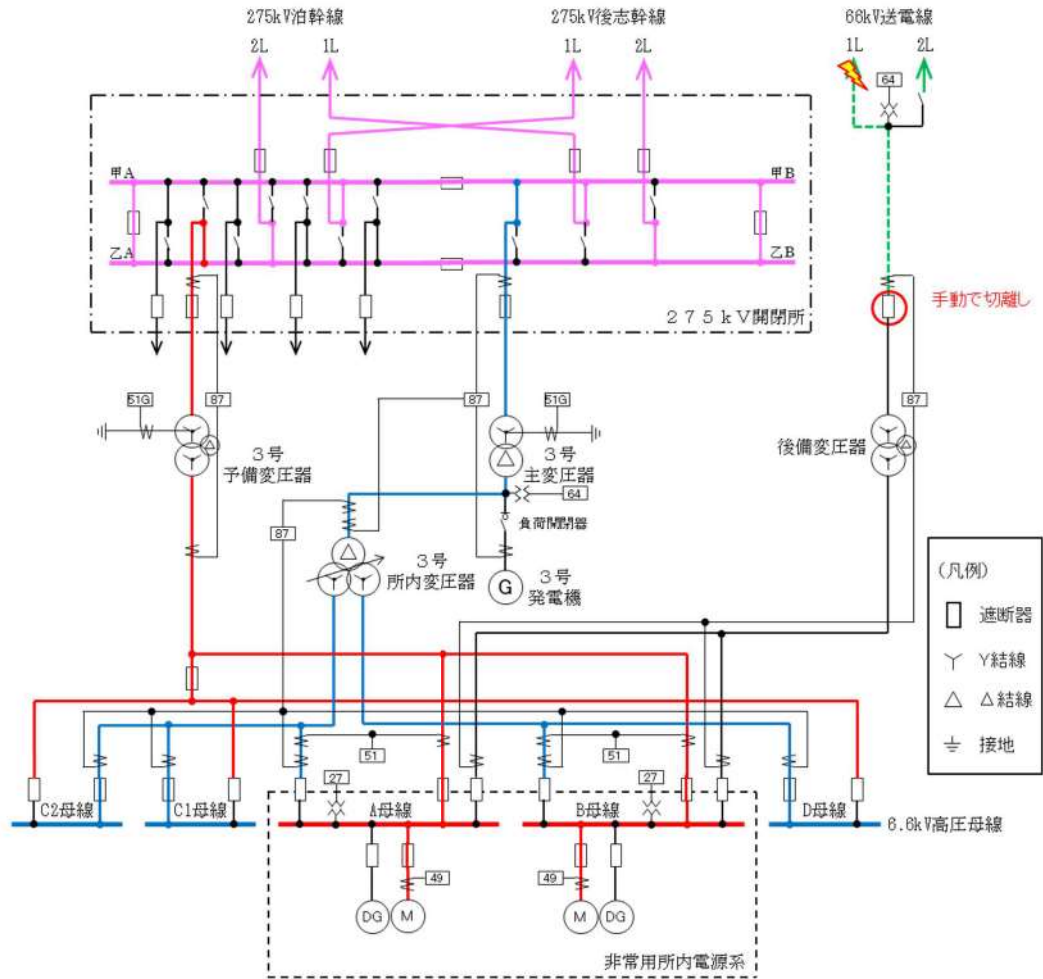 275kV泊幹線
275kV後志幹線
66kV送電線
2L
1L
1L
2L
1L
2L
64
甲A
甲B
乙A
乙B
手動で切離し
275kV開閉所
51G
87
51G
87
3号
予備変圧器
3号
主変圧器
後備変圧器
64
87
負荷開閉器
3号
所内変圧器
G
3号
発電機
(凡例)
遮断器
Y結線
△結線
接地
51
51
27
27
C2母線
C1母線
A母線
B母線
D母線
6.6kV高圧母線
49
49
DG
M
M
DG
非常用所内電源系